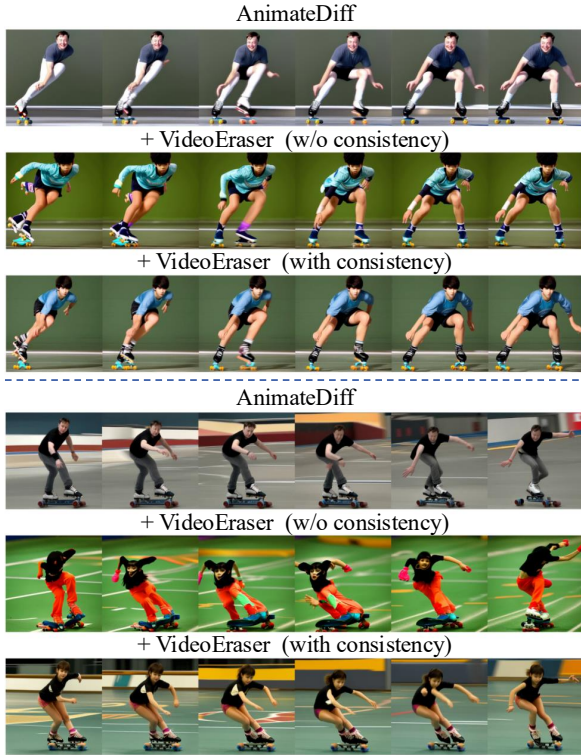 AnimateDiff
+ VideoEraser (w/o consistency)
+ VideoEraser (with consistency)
AnimateDiff
+ VideoEraser (w/o consistency)
+ VideoEraser (with consistency)